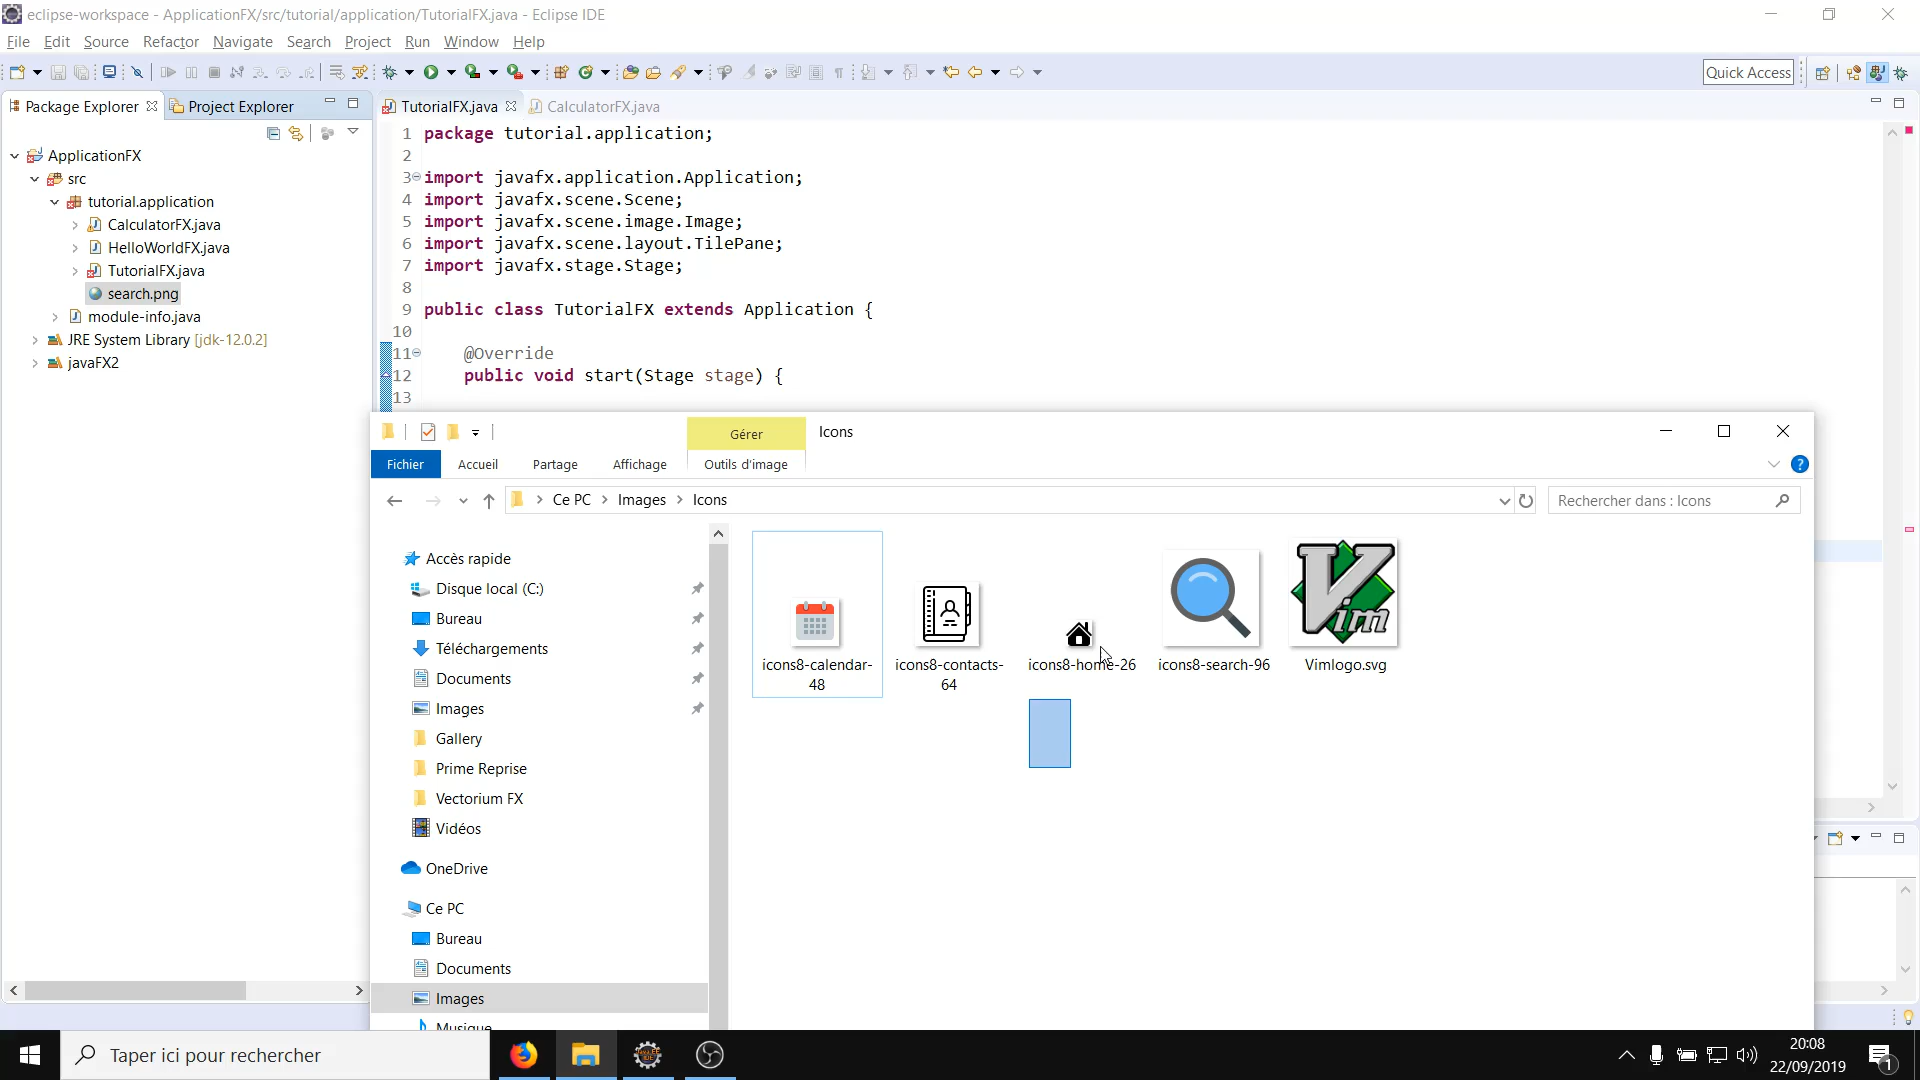 eclipse-workspace - ApplicationFX/src/tutorial/application/TutorialFX.java - Eclipse IDE
File Edit Source Refactor Navigate Search Project Run Window Help
Quick Access
Package Explorer Project Explorer
TutorialFX.java CalculatorFX.java
ApplicationFX
src
tutorial.application
CalculatorFX.java
HelloWorldFX.java
TutorialFX.java
search.png
module-info.java
JRE System Library [jdk-12.0.2]
javaFX2
1 package tutorial.application;
2
3 import javafx.application.Application;
4 import javafx.scene.Scene;
5 import javafx.scene.image.Image;
6 import javafx.scene.layout.TilePane;
7 import javafx.stage.Stage;
8
9 public class TutorialFX extends Application {
10
11 @Override
12 public void start(Stage stage) {
13
Gérer Icons
Fichier Accueil Partage Affichage Outils d'image
Ce PC > Images > Icons
Rechercher dans : Icons
Accès rapide
Disque local (C:)
Bureau
Téléchargements
Documents
Images
Gallery
Prime Reprise
Vectorium FX
Vidéos
OneDrive
Ce PC
Bureau
Documents
Images
Musique
icons8-calendar-
48
icons8-contacts-
64
icons8-home-26
icons8-search-96
Vim
Vimlogo.svg
Taper ici pour rechercher
20:08
22/09/2019
1